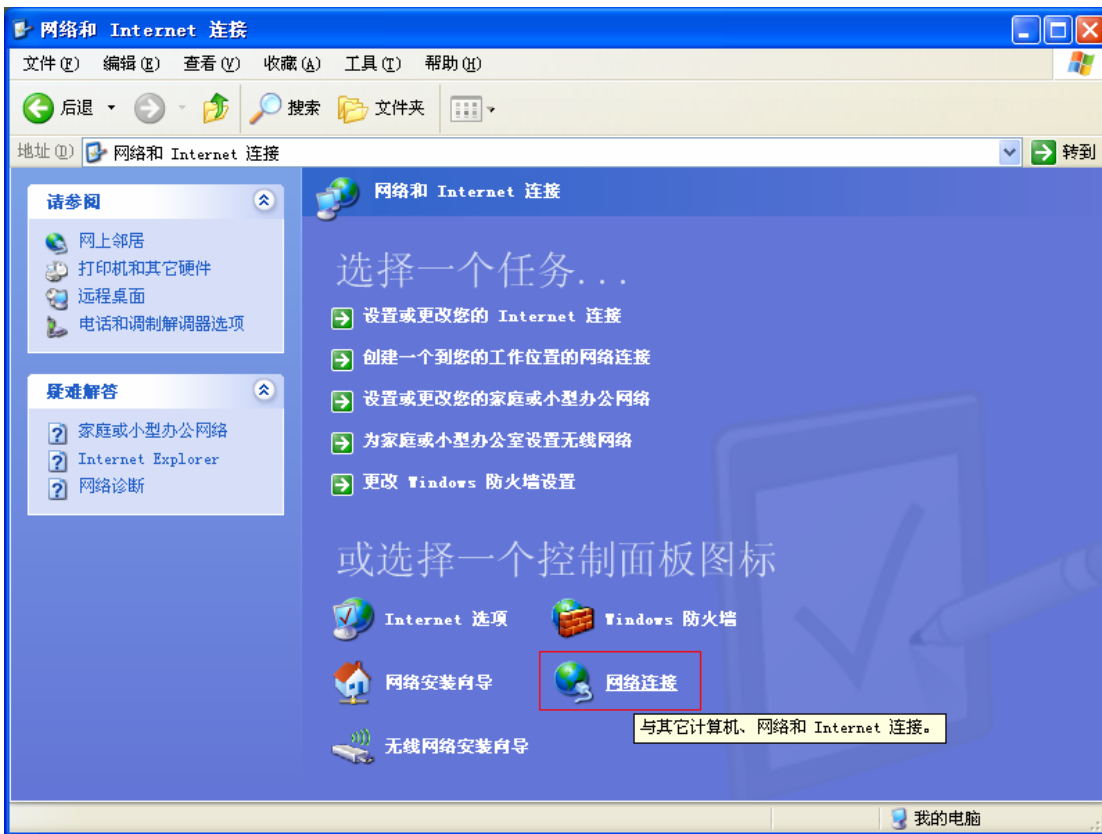 网络和 Internet 连接
文件(F) 编辑(E) 查看(V) 收藏(A) 工具(T) 帮助(H)
后退 搜索 文件夹
地址(D) 网络和 Internet 连接 转到
请参阅
网上邻居
打印机和其它硬件
远程桌面
电话和调制解调器选项
疑难解答
家庭或小型办公网络
Internet Explorer
网络诊断
网络和 Internet 连接
选择一个任务...
设置或更改您的 Internet 连接
创建一个到您的工作位置的网络连接
设置或更改您的家庭或小型办公网络
为家庭或小型办公室设置无线网络
更改 Windows 防火墙设置
或选择一个控制面板图标
Internet 选项 Windows 防火墙
网络安装向导 网络连接
与其它计算机、网络和 Internet 连接。
无线网络安装向导
我的电脑